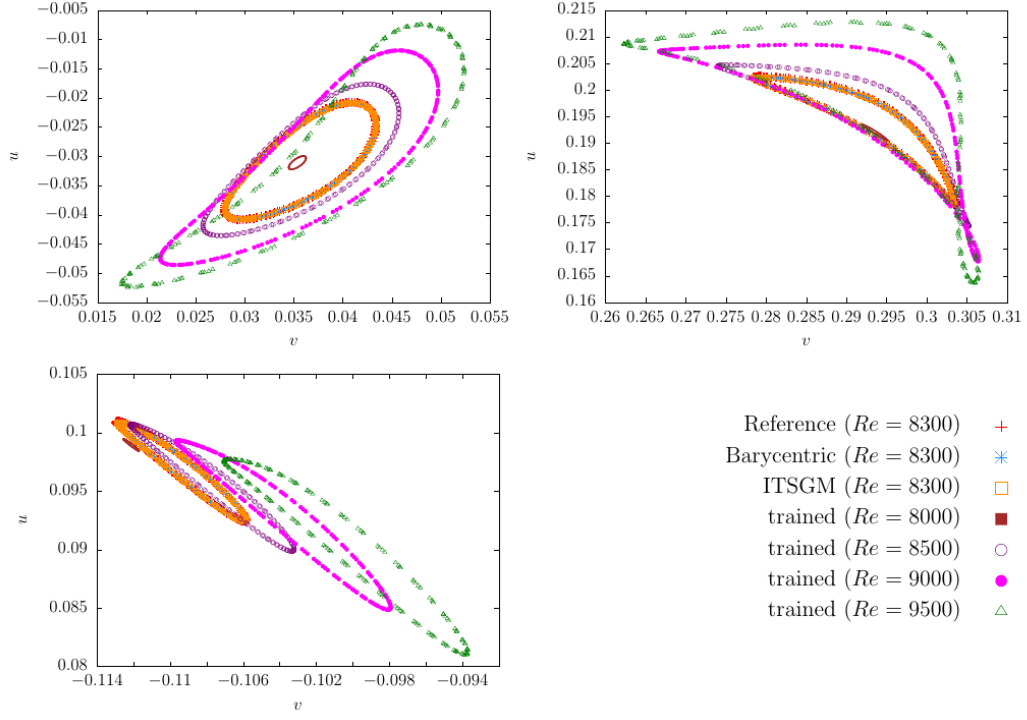 −0.005
−0.01
−0.015
−0.02
−0.025
−0.03
−0.035
−0.04
−0.045
−0.05
−0.055
u
0.015 0.02 0.025 0.03 0.035 0.04 0.045 0.05 0.055
v
0.215
0.21
0.205
0.2
0.195
0.19
0.185
0.18
0.175
0.17
0.165
0.16
u
0.26 0.265 0.27 0.275 0.28 0.285 0.29 0.295 0.3 0.305 0.31
v
0.105
0.1
0.095
0.09
0.085
0.08
u
−0.114 −0.11 −0.106 −0.102 −0.098 −0.094
v
Reference (Re = 8300)
Barycentric (Re = 8300)
ITSGM (Re = 8300)
trained (Re = 8000)
trained (Re = 8500)
trained (Re = 9000)
trained (Re = 9500)